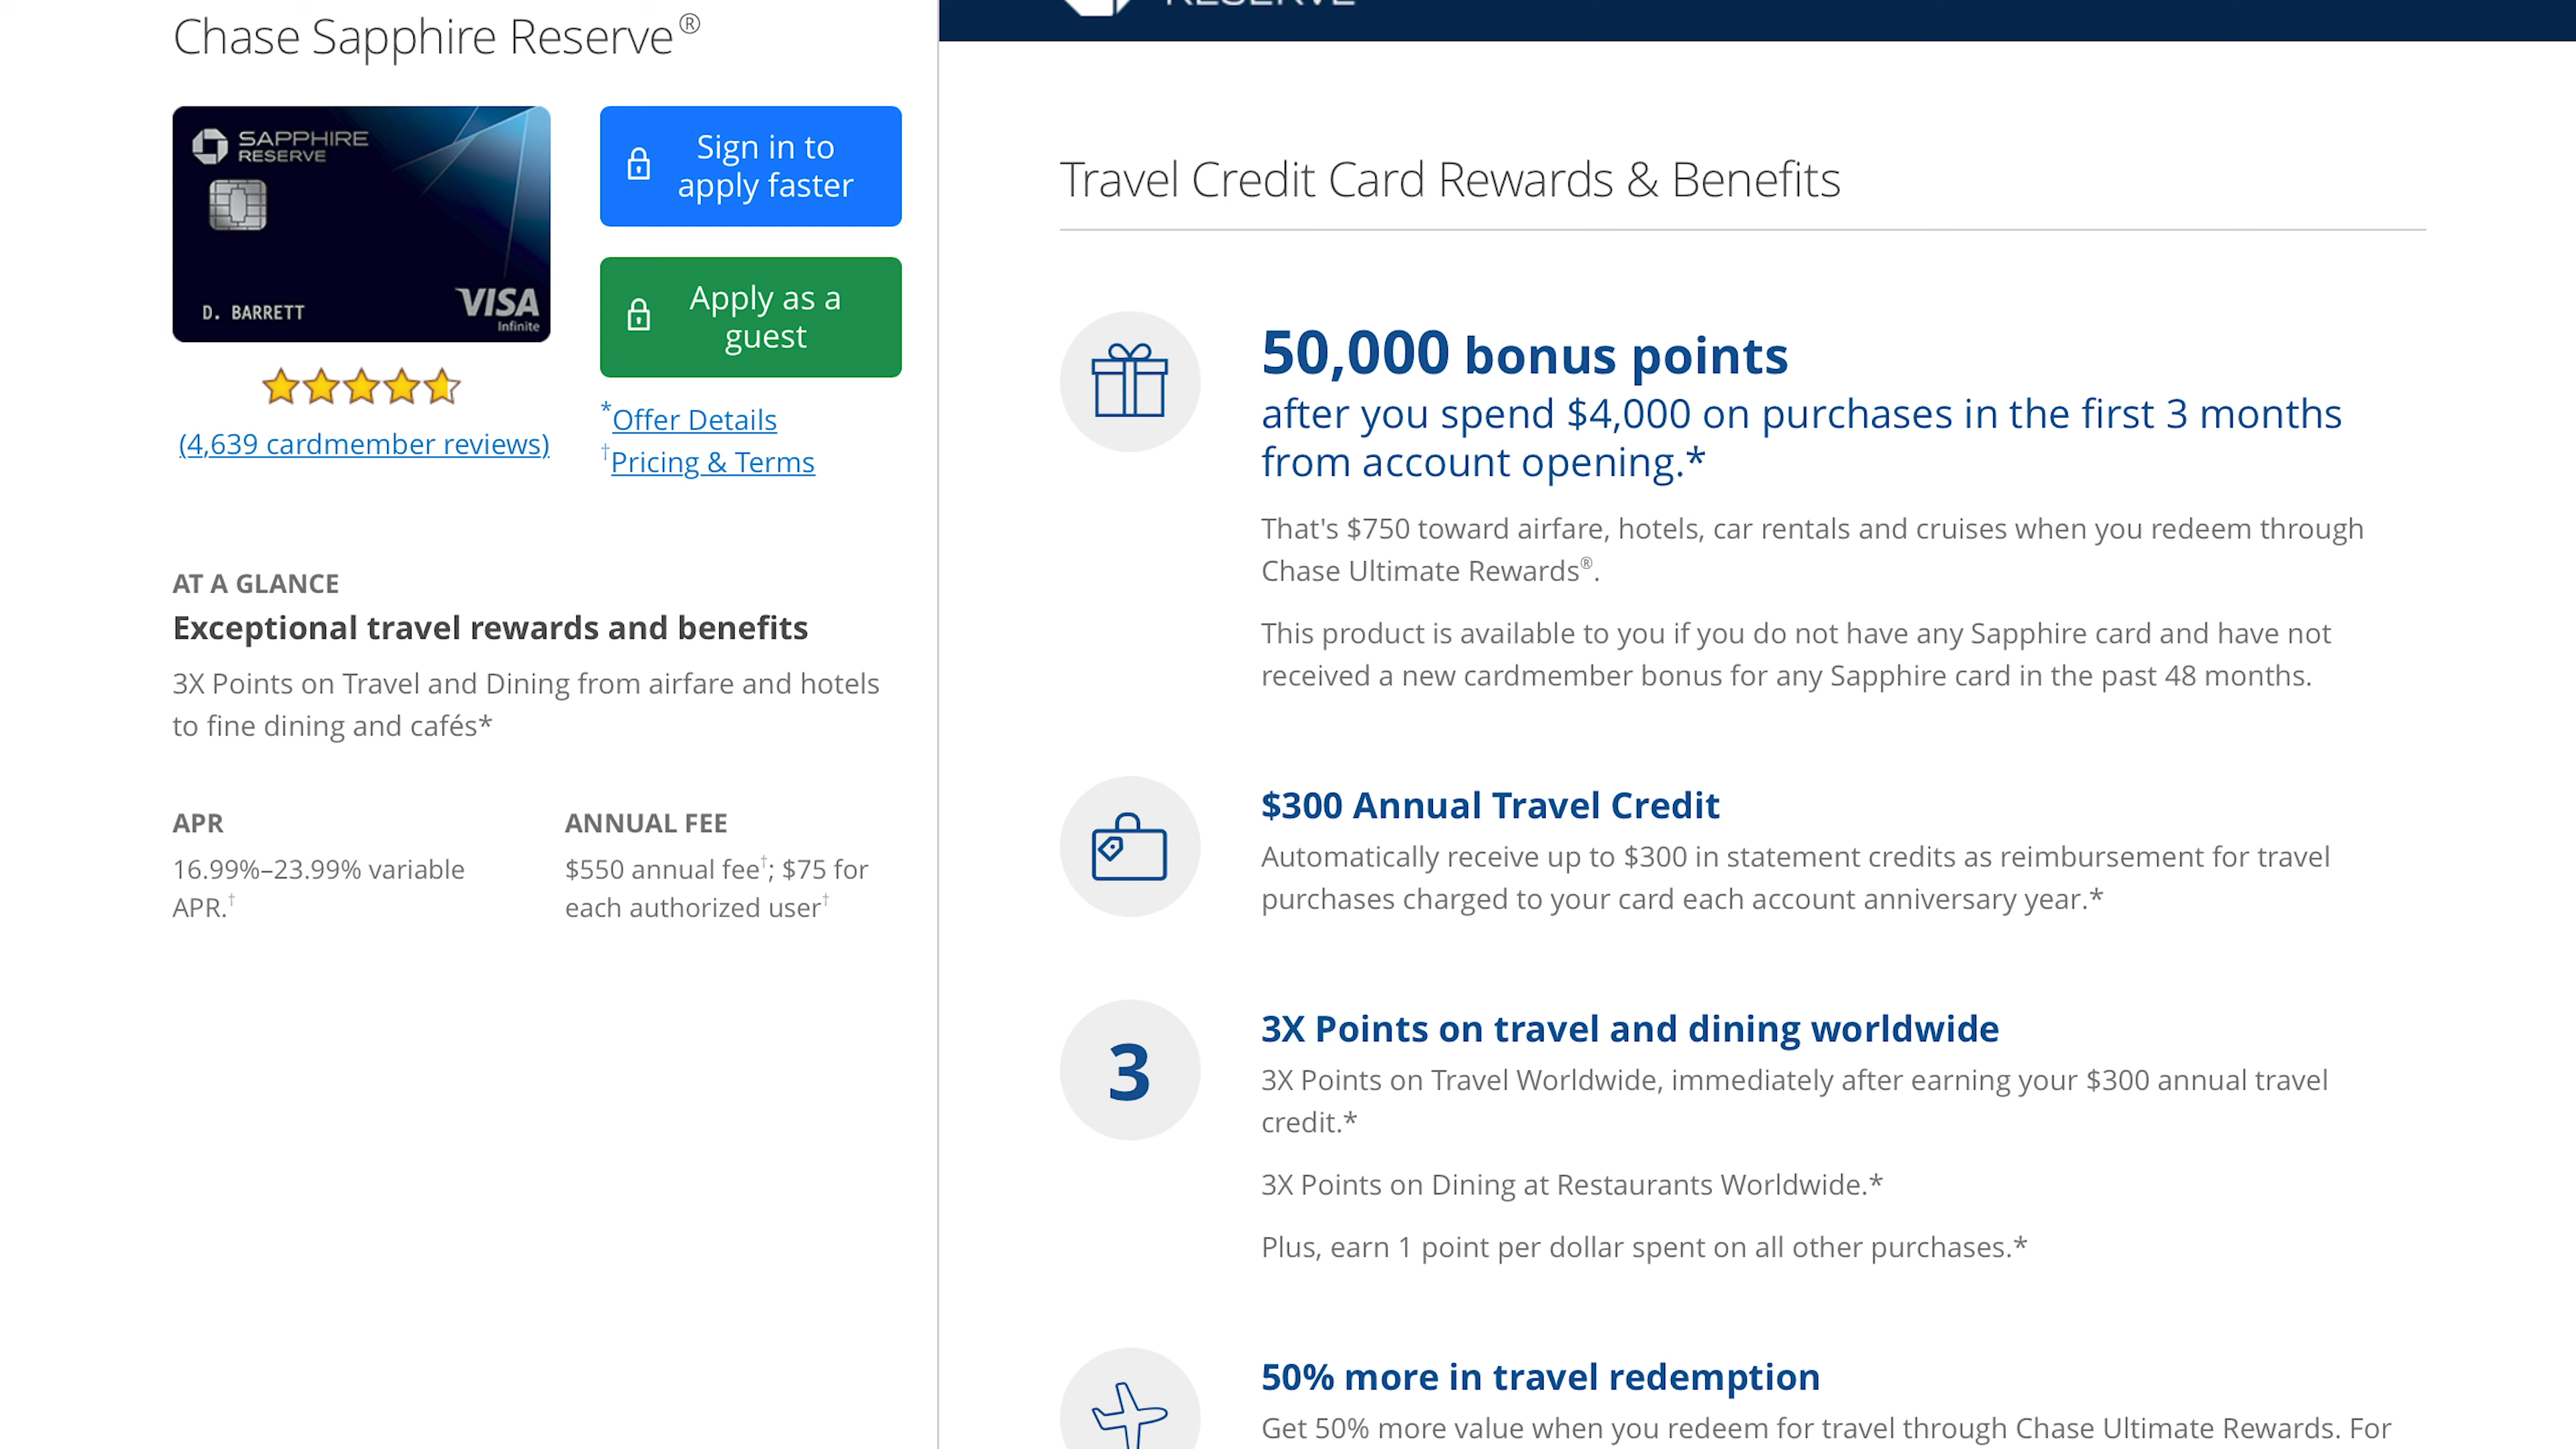 Chase Sapphire Reserve®
SAPPHIRE
RESERVE
D. BARRETT
VISA
Infinite
Sign in to
apply faster
Apply as a
guest
(4,639 cardmember reviews)
*Offer Details
†Pricing & Terms
AT A GLANCE
Exceptional travel rewards and benefits
3X Points on Travel and Dining from airfare and hotels
to fine dining and cafés*
APR
16.99%–23.99% variable
APR.†
ANNUAL FEE
$550 annual fee†; $75 for
each authorized user†
RESERVE
Travel Credit Card Rewards & Benefits
50,000 bonus points
after you spend $4,000 on purchases in the first 3 months
from account opening.*
That's $750 toward airfare, hotels, car rentals and cruises when you redeem through
Chase Ultimate Rewards®.
This product is available to you if you do not have any Sapphire card and have not
received a new cardmember bonus for any Sapphire card in the past 48 months.
$300 Annual Travel Credit
Automatically receive up to $300 in statement credits as reimbursement for travel
purchases charged to your card each account anniversary year.*
3
3X Points on travel and dining worldwide
3X Points on Travel Worldwide, immediately after earning your $300 annual travel
credit.*
3X Points on Dining at Restaurants Worldwide.*
Plus, earn 1 point per dollar spent on all other purchases.*
50% more in travel redemption
Get 50% more value when you redeem for travel through Chase Ultimate Rewards. For